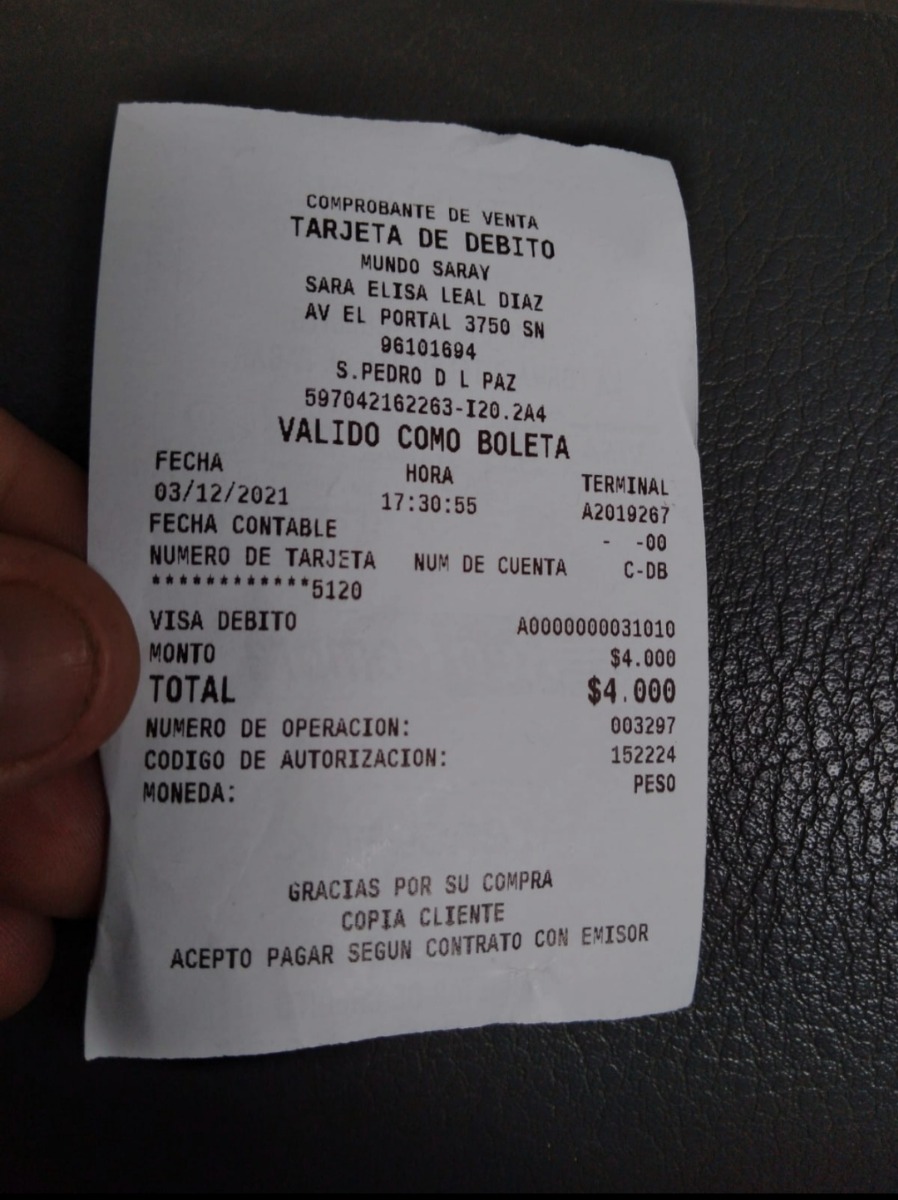 COMPROBANTE DE VENTA
TARJETA DE DEBITO
MUNDO SARAY
SARA ELISA LEAL DIAZ
AV EL PORTAL 3750 SN
96101694
S.PEDRO D L PAZ
597042162263-I20.2A4
VALIDO COMO BOLETA
FECHA HORA TERMINAL
03/12/2021 17:30:55 A2019267
FECHA CONTABLE - -00
NUMERO DE TARJETA NUM DE CUENTA C-DB
************5120
VISA DEBITO A0000000031010
MONTO $4.000
TOTAL $4.000
NUMERO DE OPERACION: 003297
CODIGO DE AUTORIZACION: 152224
MONEDA: PESO
GRACIAS POR SU COMPRA
COPIA CLIENTE
ACEPTO PAGAR SEGUN CONTRATO CON EMISOR